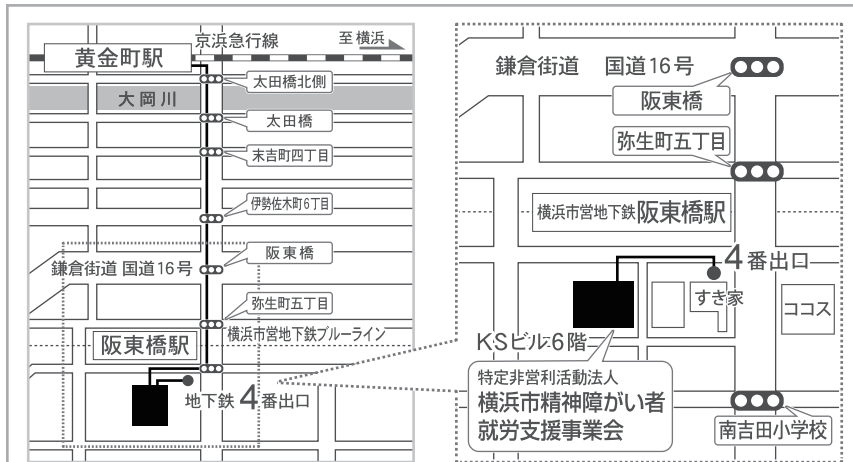 京浜急行線
至横浜
黄金町駅
太田橋北側
大岡川
太田橋
末吉町四丁目
伊勢佐木町6丁目
阪東橋
鎌倉街道 国道16号
弥生町五丁目
横浜市営地下鉄ブルーライン
阪東橋駅
地下鉄 4番出口
鎌倉街道 国道16号
阪東橋
弥生町五丁目
横浜市営地下鉄 阪東橋駅
4番出口
すき家
ココス
KSビル6階
特定非営利活動法人
横浜市精神障がい者
就労支援事業会
南吉田小学校